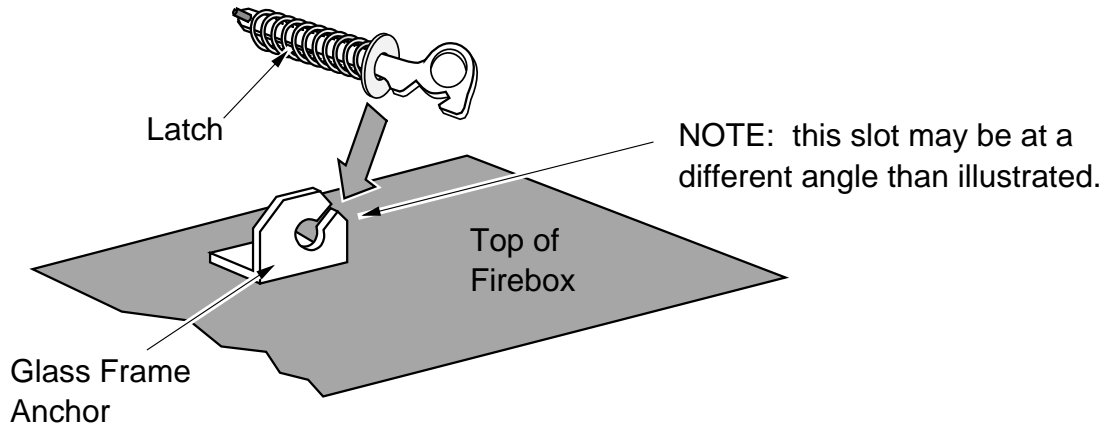 Latch
NOTE:  this slot may be at a
different angle than illustrated.
Top of
Firebox
Glass Frame
Anchor